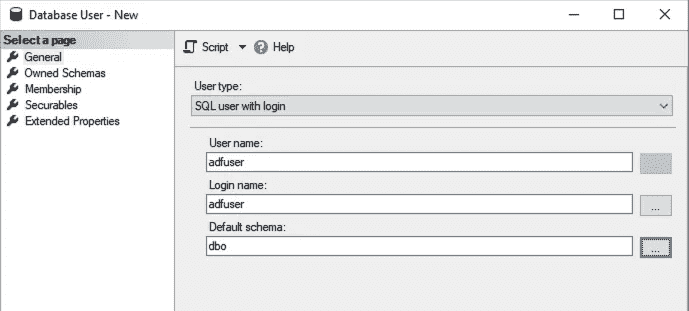 Database User - New
Select a page
General
Owned Schemas
Membership
Securables
Extended Properties
Script
Help
User type:
SQL user with login
User name:
adfuser
Login name:
adfuser
...
Default schema:
dbo
...